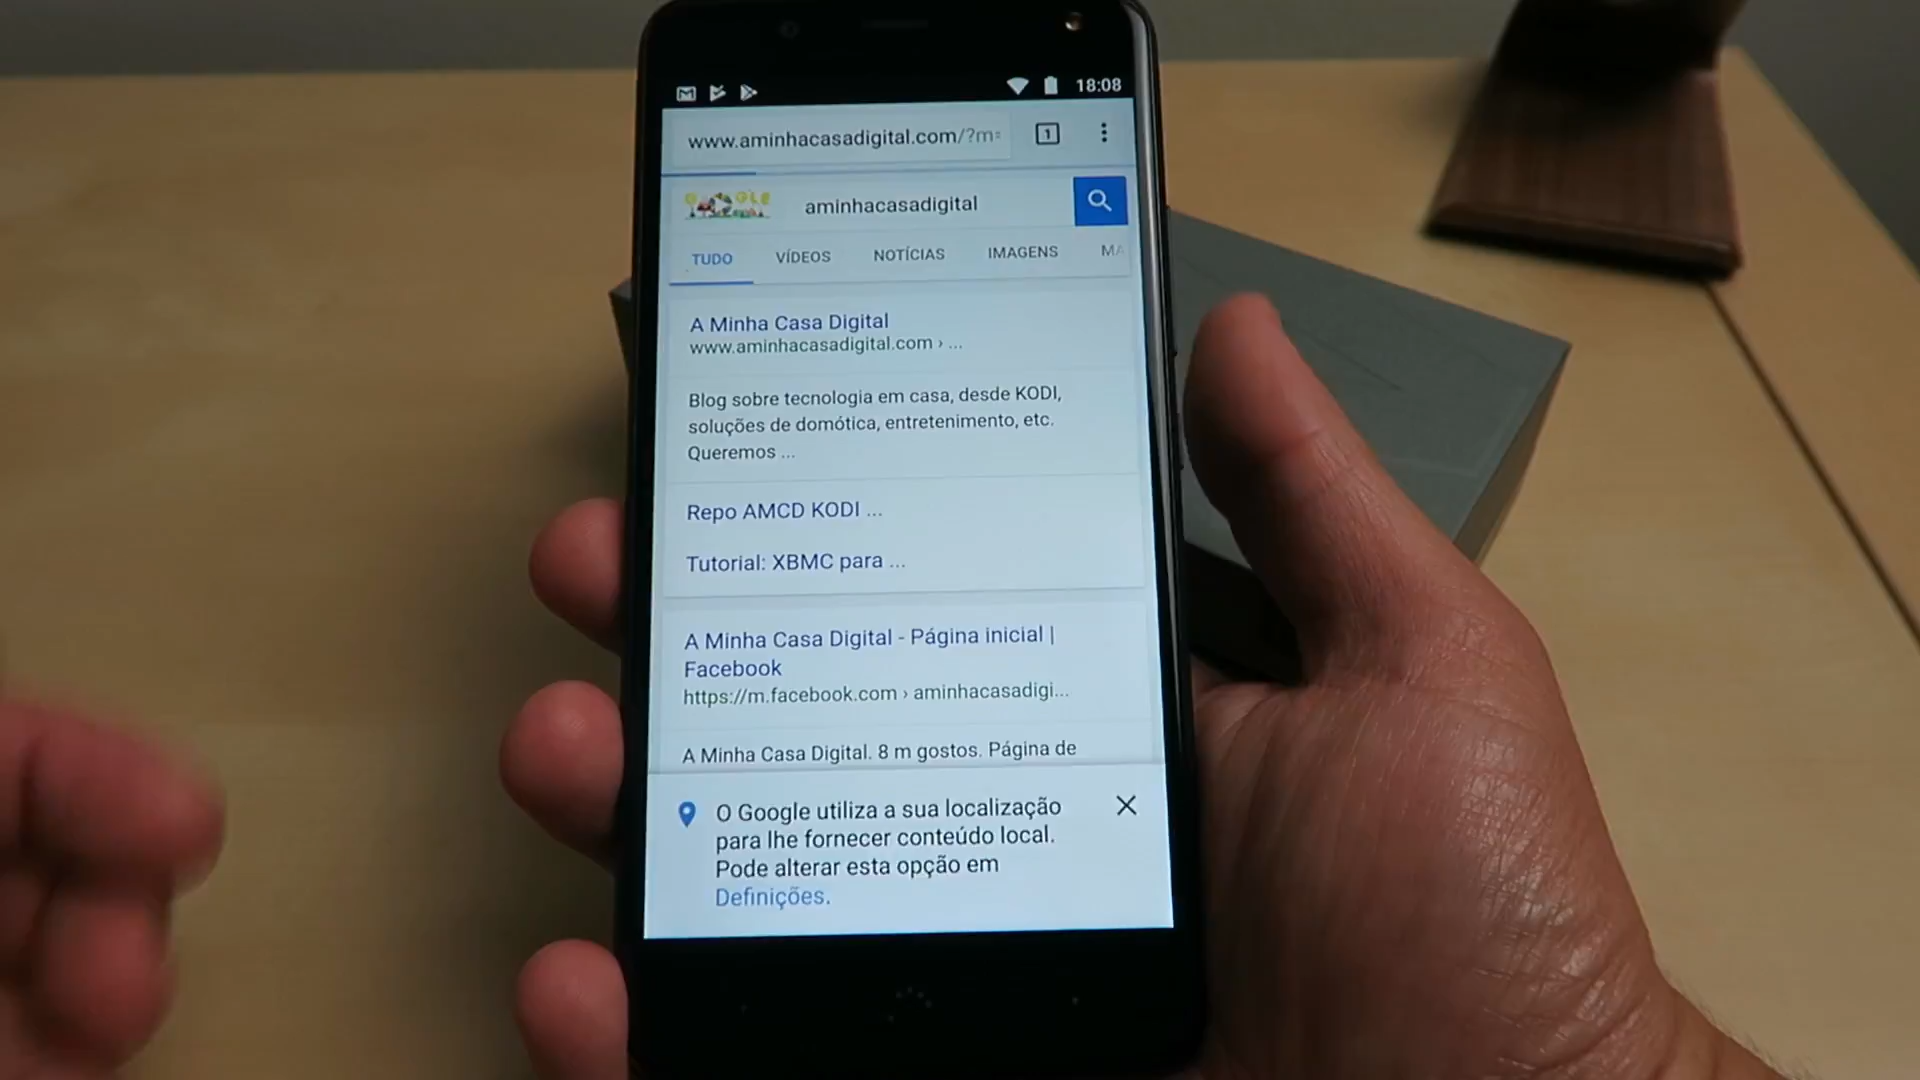 18:08
www.aminhacasadigital.com/?m=
1
aminhacasadigital
TUDO VÍDEOS NOTÍCIAS IMAGENS MA
A Minha Casa Digital
www.aminhacasadigital.com › ...
Blog sobre tecnologia em casa, desde KODI,
soluções de domótica, entretenimento, etc.
Queremos ...
Repo AMCD KODI ...
Tutorial: XBMC para ...
A Minha Casa Digital - Página inicial |
Facebook
https://m.facebook.com › aminhacasadigi...
A Minha Casa Digital. 8 m gostos. Página de
O Google utiliza a sua localização
para lhe fornecer conteúdo local.
Pode alterar esta opção em
Definições.